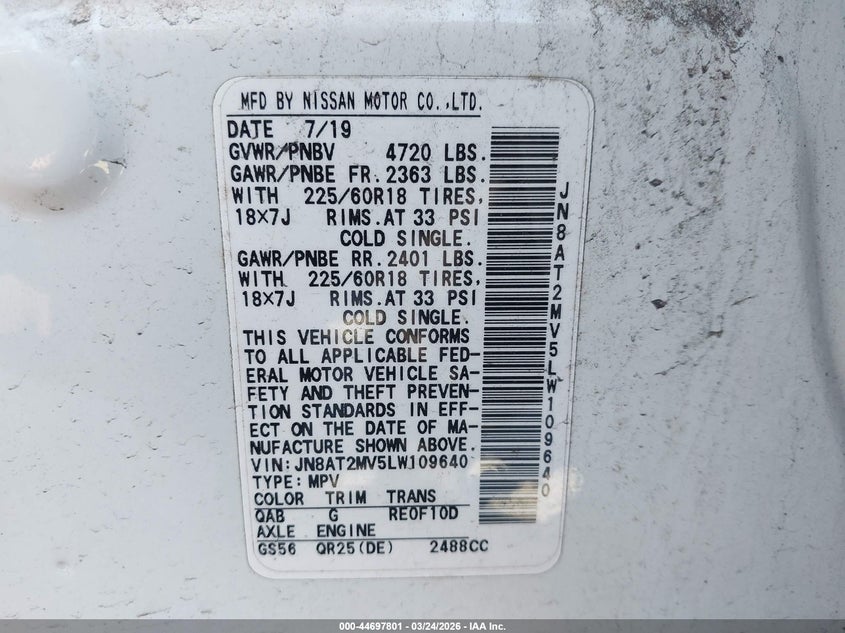 MFD BY NISSAN MOTOR CO.,LTD.
DATE 7/19
GVWR/PNBV 4720 LBS.
GAWR/PNBE FR. 2363 LBS.
WITH 225/60R18 TIRES,
18×7J RIMS.AT 33 PSI
COLD SINGLE.
GAWR/PNBE RR. 2401 LBS.
WITH 225/60R18 TIRES,
18×7J RIMS.AT 33 PSI
COLD SINGLE.
THIS VEHICLE CONFORMS
TO ALL APPLICABLE FED-
ERAL MOTOR VEHICLE SA-
FETY AND THEFT PREVEN-
TION STANDARDS IN EFF-
ECT ON THE DATE OF MA-
NUFACTURE SHOWN ABOVE.
VIN:JN8AT2MV5LW109640
TYPE:MPV
COLOR TRIM TRANS
QAB G RE0F10D
AXLE ENGINE
GS56 QR25(DE) 2488CC
JN8AT2MV5LW109640
000-44697801 — 03/24/2026 — IAA Inc.